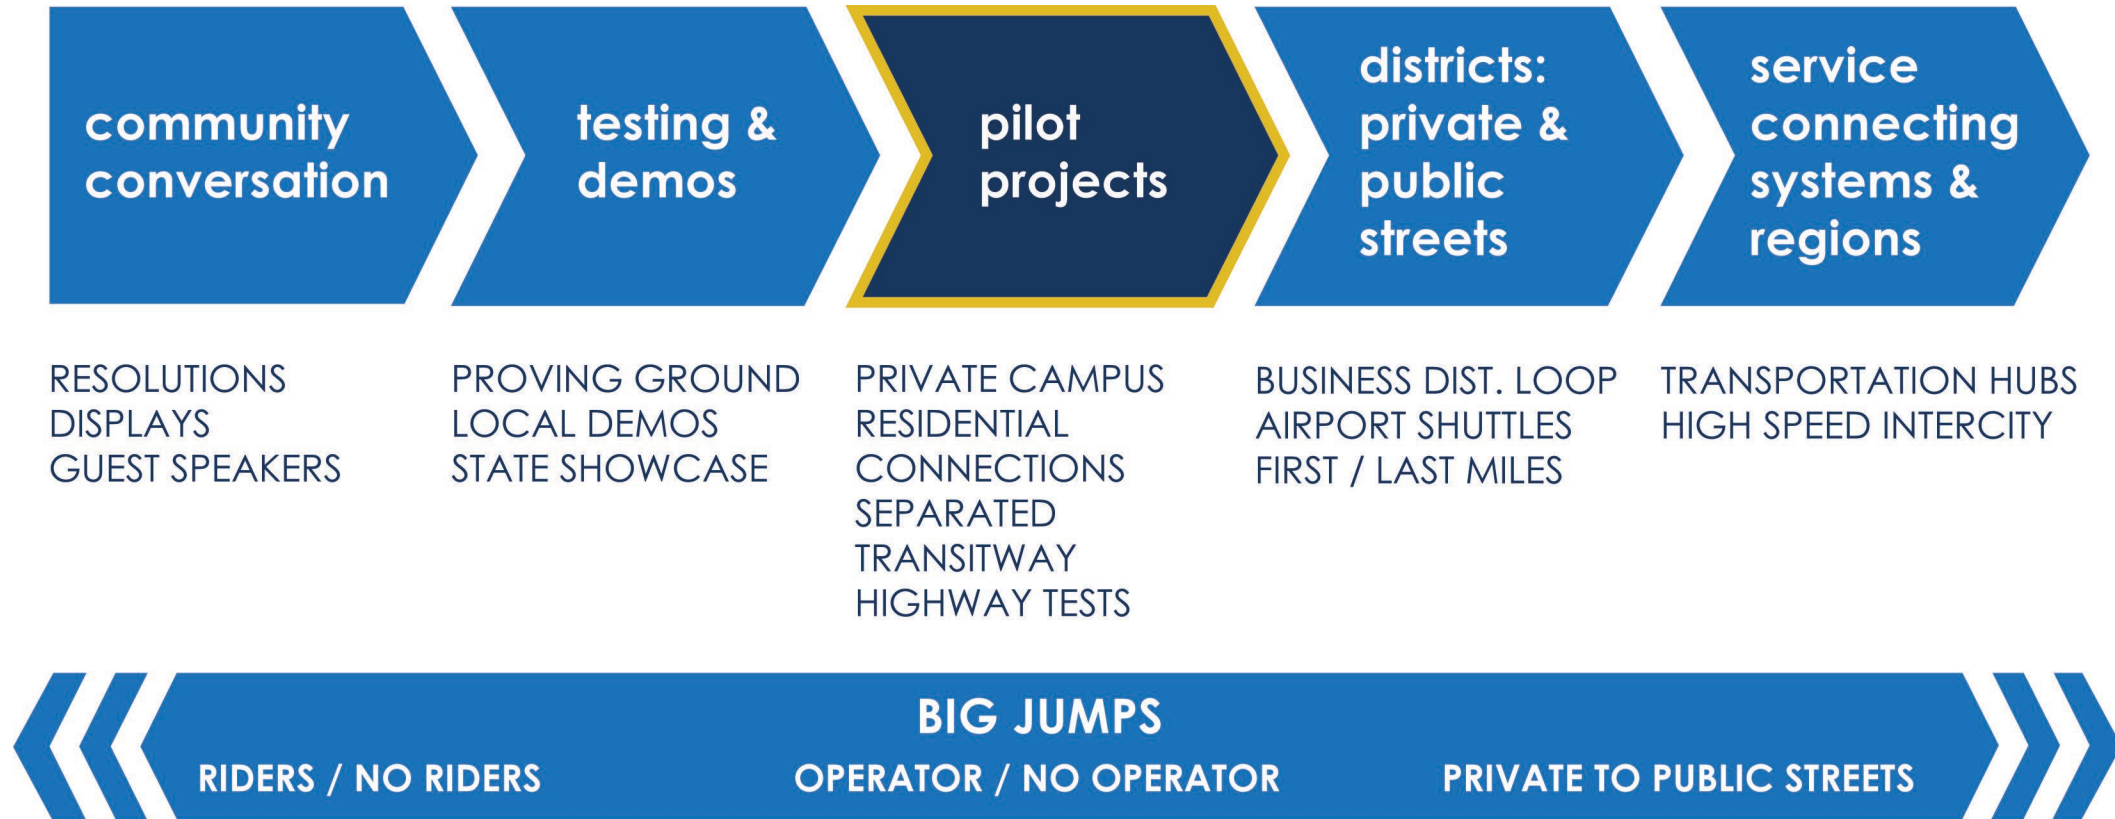 community
conversation
testing &
demos
pilot
projects
districts:
private &
public
streets
service
connecting
systems &
regions
RESOLUTIONS
DISPLAYS
GUEST SPEAKERS
PROVING GROUND
LOCAL DEMOS
STATE SHOWCASE
PRIVATE CAMPUS
RESIDENTIAL
CONNECTIONS
SEPARATED
TRANSITWAY
HIGHWAY TESTS
BUSINESS DIST. LOOP
AIRPORT SHUTTLES
FIRST / LAST MILES
TRANSPORTATION HUBS
HIGH SPEED INTERCITY
BIG JUMPS
RIDERS / NO RIDERS
OPERATOR / NO OPERATOR
PRIVATE TO PUBLIC STREETS